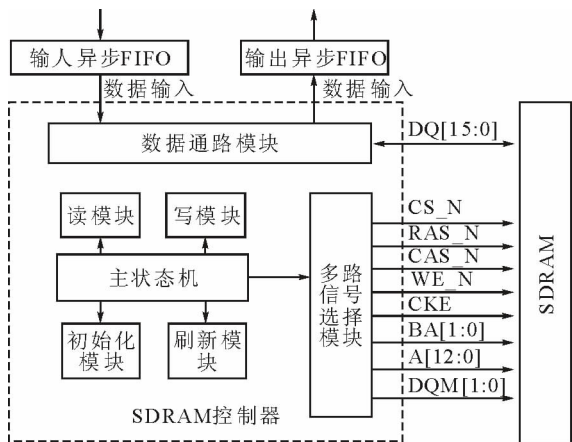 输人异步FIFO
输出异步FIFO
数据输入
数据输入
数据通路模块
DQ[15:0]
读模块
写模块
主状态机
初始化
模块
刷新模
块
多路
信号
选择
模块
CS_N
RAS_N
CAS_N
WE_N
CKE
BA[1:0]
A[12:0]
DQM[1:0]
SDRAM
SDRAM控制器